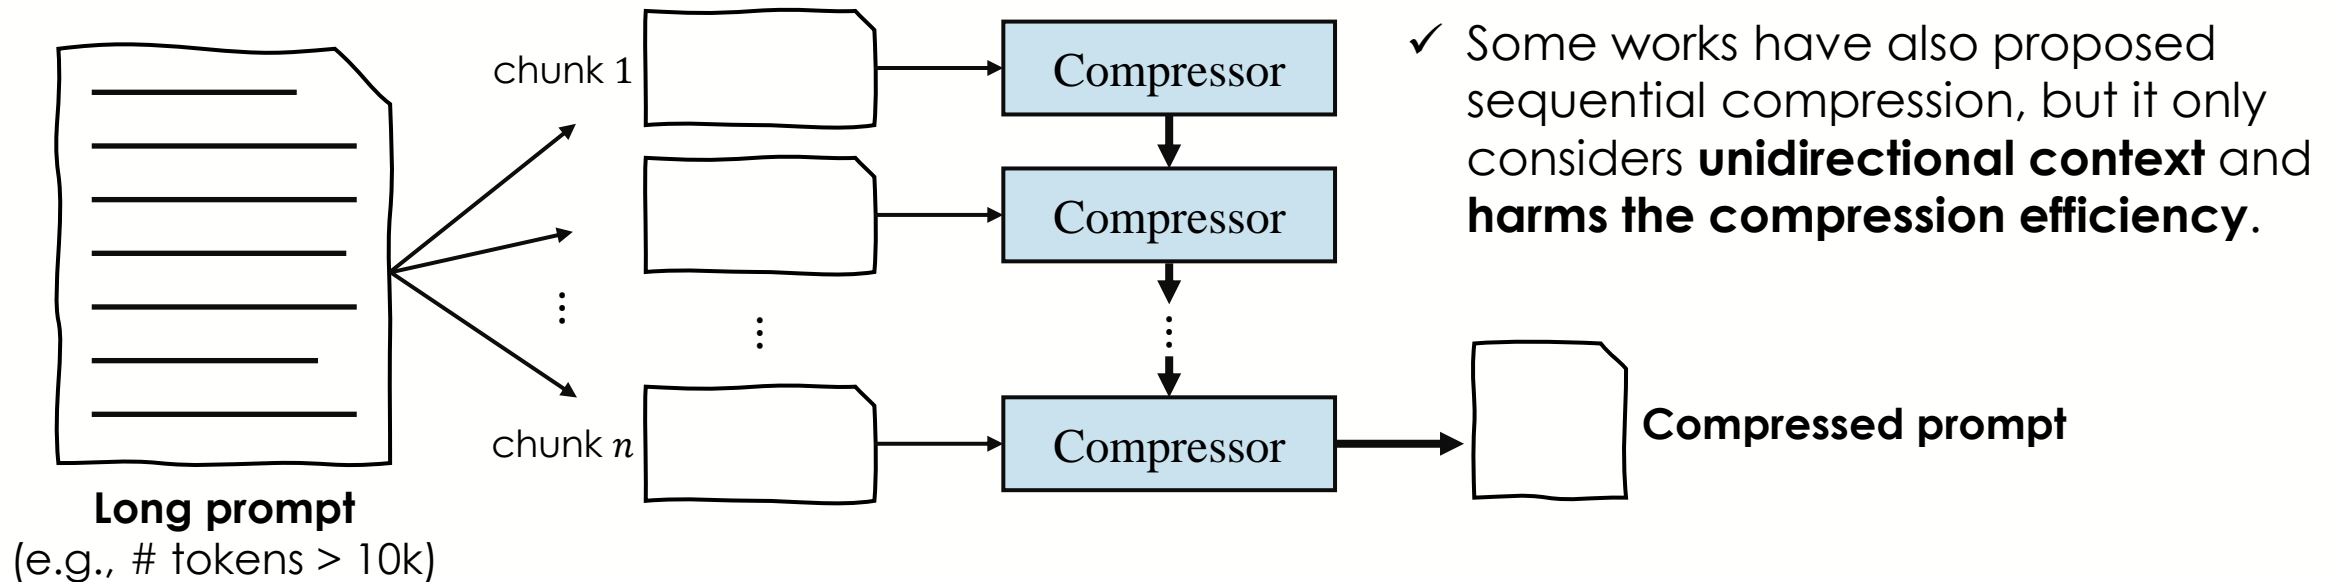 Long prompt
(e.g., # tokens > 10k)
chunk 1
⋮
chunk n
⋮
Compressor
Compressor
⋮
Compressor
Compressed prompt
✓ Some works have also proposed
sequential compression, but it only
considers unidirectional context and
harms the compression efficiency.